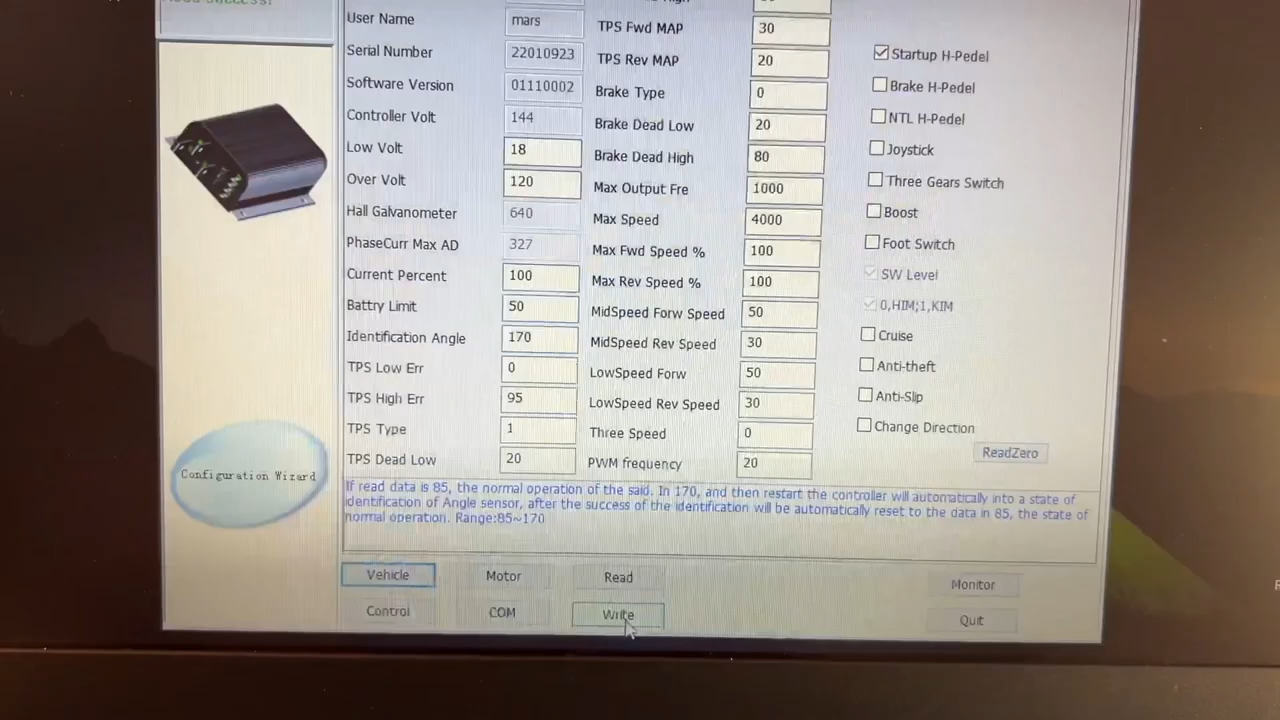 User Name mars
Serial Number 22010923
Software Version 01110002
Controller Volt 144
Low Volt 18
Over Volt 120
Hall Galvanometer 640
PhaseCurr Max AD 327
Current Percent 100
Battry Limit 50
Identification Angle 170
TPS Low Err 0
TPS High Err 95
TPS Type 1
TPS Dead Low 20
TPS Fwd MAP 30
TPS Rev MAP 20
Brake Type 0
Brake Dead Low 20
Brake Dead High 80
Max Output Fre 1000
Max Speed 4000
Max Fwd Speed % 100
Max Rev Speed % 100
MidSpeed Forw Speed 50
MidSpeed Rev Speed 30
LowSpeed Forw 50
LowSpeed Rev Speed 30
Three Speed 0
PWM frequency 20
Startup H-Pedel
Brake H-Pedel
NTL H-Pedel
Joystick
Three Gears Switch
Boost
Foot Switch
SW Level
0,HIM;1,KIM
Cruise
Anti-theft
Anti-Slip
Change Direction
ReadZero
Configuration Wizard
If read data is 85, the normal operation of the said. In 170, and then restart the controller will automatically into a state of
identification of Angle sensor, after the success of the identification will be automatically reset to the data in 85, the state of
normal operation. Range:85~170
Vehicle Motor Read Monitor
Control COM Write Quit